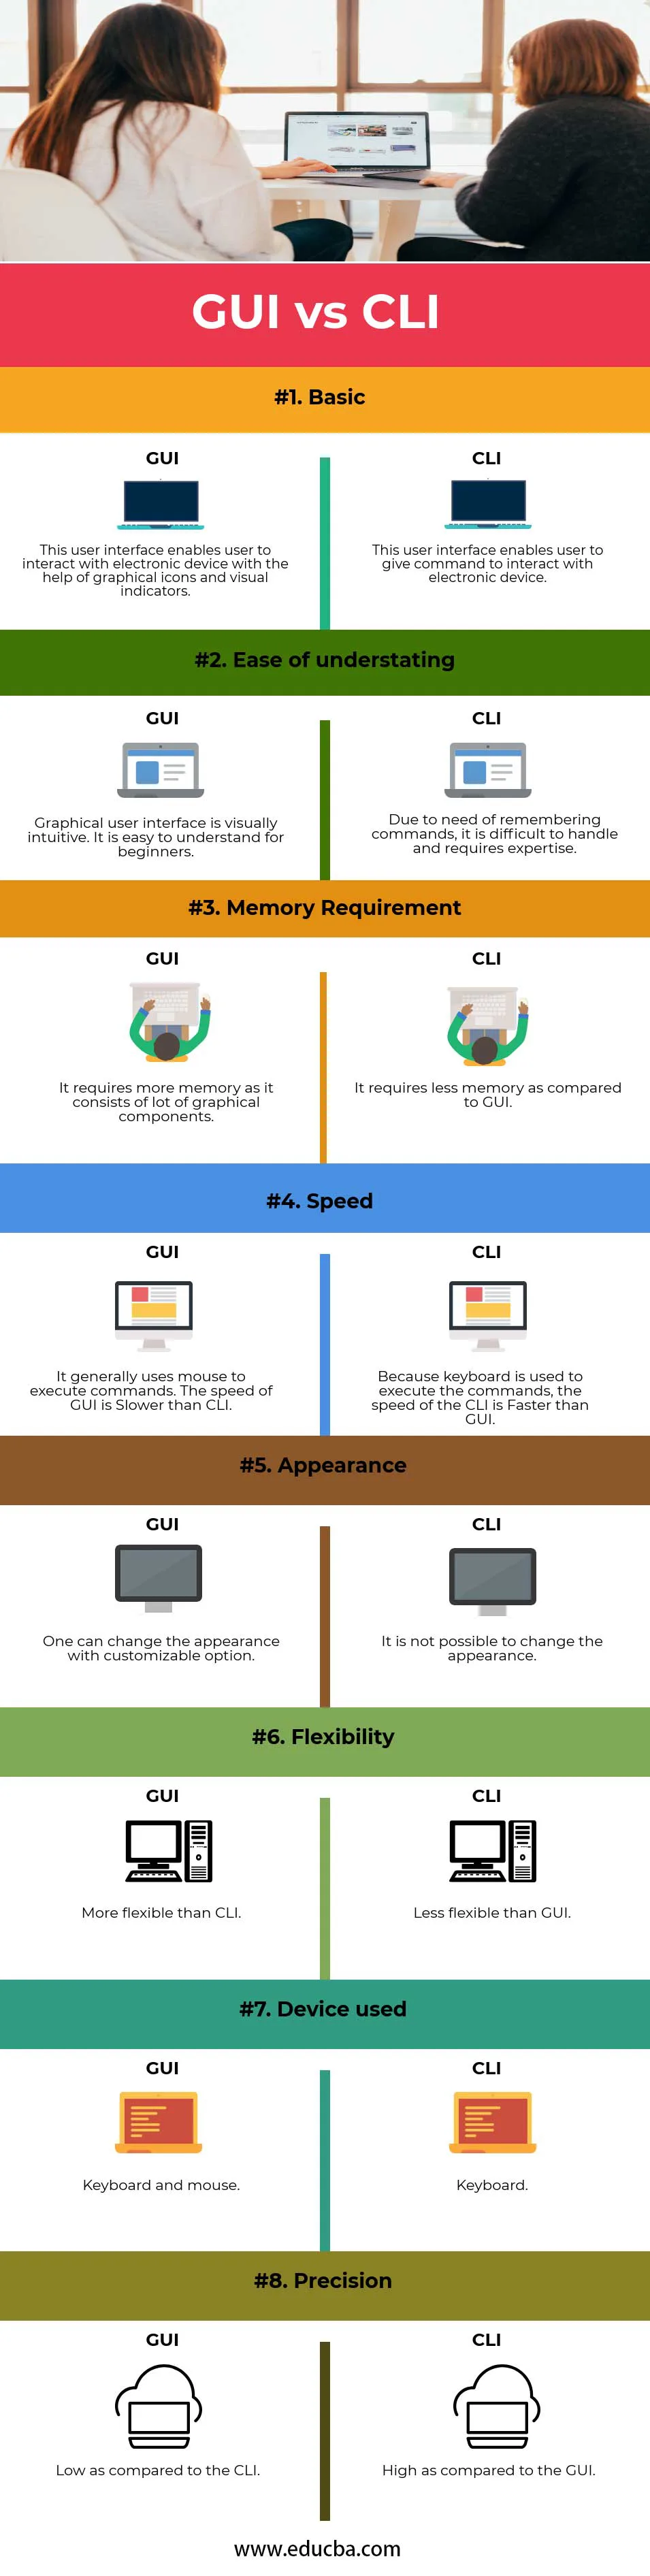 GUI vs CLI
#1. Basic
GUI
This user interface enables user to
interact with electronic device with the
help of graphical icons and visual
indicators.
CLI
This user interface enables user to
give command to interact with
electronic device.
#2. Ease of understating
GUI
Graphical user interface is visually
intuitive. It is easy to understand for
beginners.
CLI
Due to need of remembering
commands, it is difficult to handle
and requires expertise.
#3. Memory Requirement
GUI
It requires more memory as it
consists of lot of graphical
components.
CLI
It requires less memory as compared
to GUI.
#4. Speed
GUI
It generally uses mouse to
execute commands. The speed of
GUI is Slower than CLI.
CLI
Because keyboard is used to
execute the commands, the
speed of the CLI is Faster than
GUI.
#5. Appearance
GUI
One can change the appearance
with customizable option.
CLI
It is not possible to change the
appearance.
#6. Flexibility
GUI
More flexible than CLI.
CLI
Less flexible than GUI.
#7. Device used
GUI
Keyboard and mouse.
CLI
Keyboard.
#8. Precision
GUI
Low as compared to the CLI.
CLI
High as compared to the GUI.
www.educba.com